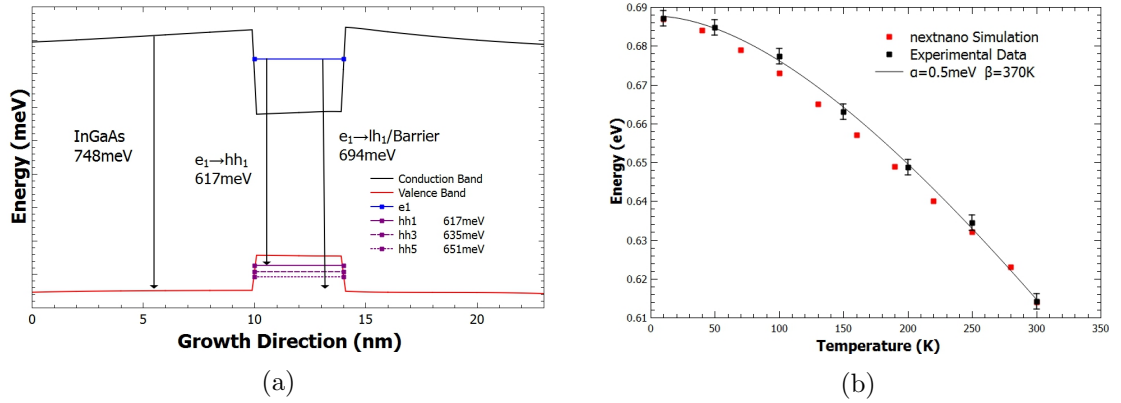 Energy (meV)
InGaAs
748meV
e₁→hh₁
617meV
e₁→lh₁/Barrier
694meV
Conduction Band
Valence Band
e1
hh1 617meV
hh3 635meV
hh5 651meV
0 5 10 15 20
Growth Direction (nm)
(a)
Energy (eV)
0.69
0.68
0.67
0.66
0.65
0.64
0.63
0.62
0.61
nextnano Simulation
Experimental Data
α=0.5meV β=370K
0 50 100 150 200 250 300 350
Temperature (K)
(b)